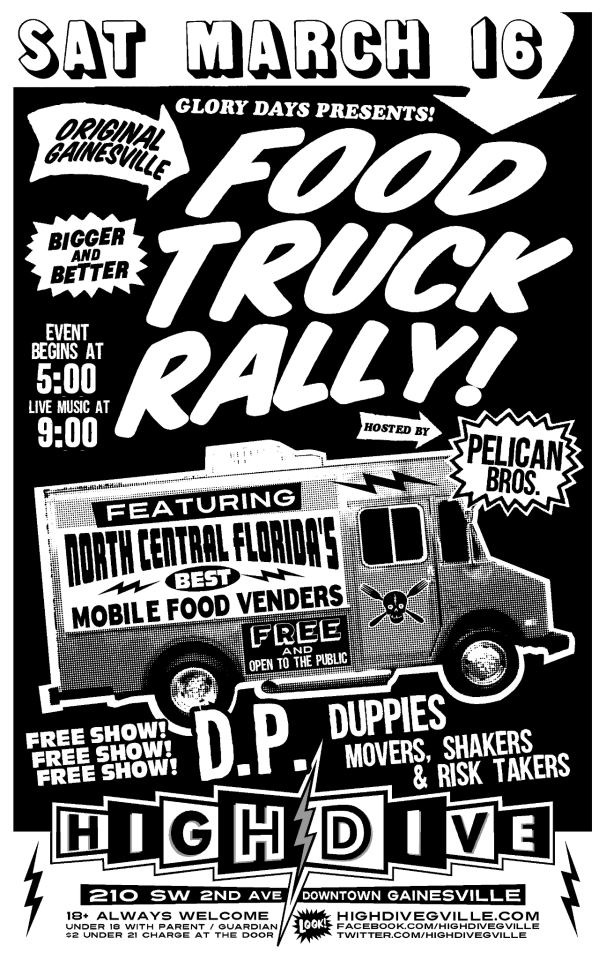 SAT MARCH 16
GLORY DAYS PRESENTS!
ORIGINAL
GAINESVILLE
FOOD
TRUCK
RALLY!
BIGGER
AND
BETTER
EVENT
BEGINS AT
5:00
LIVE MUSIC AT
9:00
HOSTED BY
PELICAN
BROS.
FEATURING
NORTH CENTRAL FLORIDA'S
BEST
MOBILE FOOD VENDERS
FREE
AND
OPEN TO THE PUBLIC
FREE SHOW!
FREE SHOW!
FREE SHOW!
D.P.
DUPPIES
MOVERS, SHAKERS
& RISK TAKERS
HIGH DIVE
210 SW 2ND AVE DOWNTOWN GAINESVILLE
18+ ALWAYS WELCOME
UNDER 18 WITH PARENT / GUARDIAN
$2 UNDER 21 CHARGE AT THE DOOR
LOOK!
HIGHDIVEGVILLE.COM
FACEBOOK.COM/HIGHDIVEGVILLE
TWITTER.COM/HIGHDIVEGVILLE